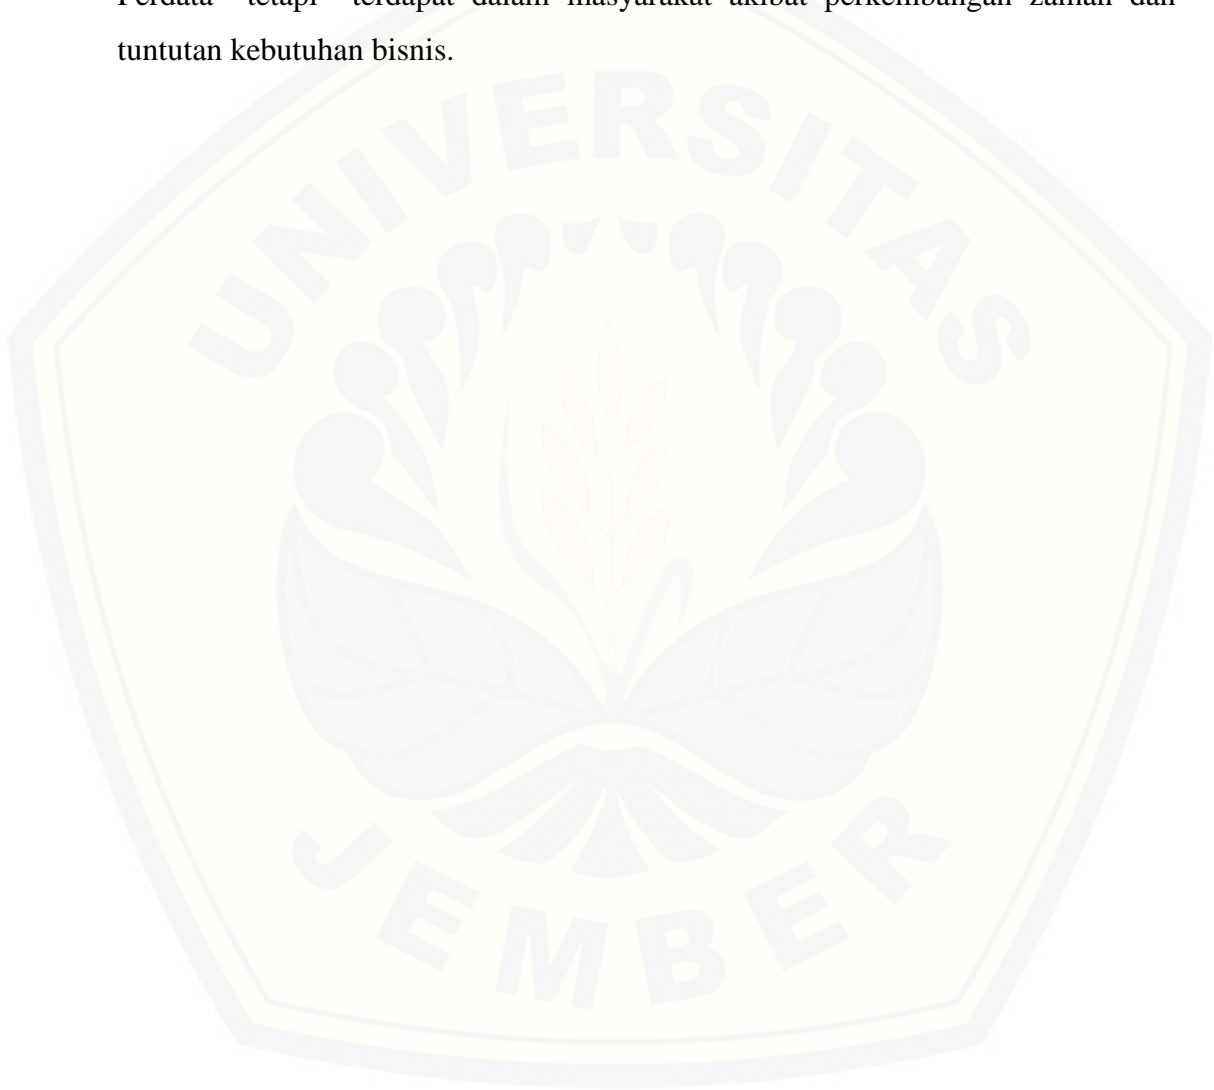 Perdata tetapi terdapat dalam masyarakat akibat perkembangan zaman dan
tuntutan kebutuhan bisnis.
UNIVERSITAS
JEMBER